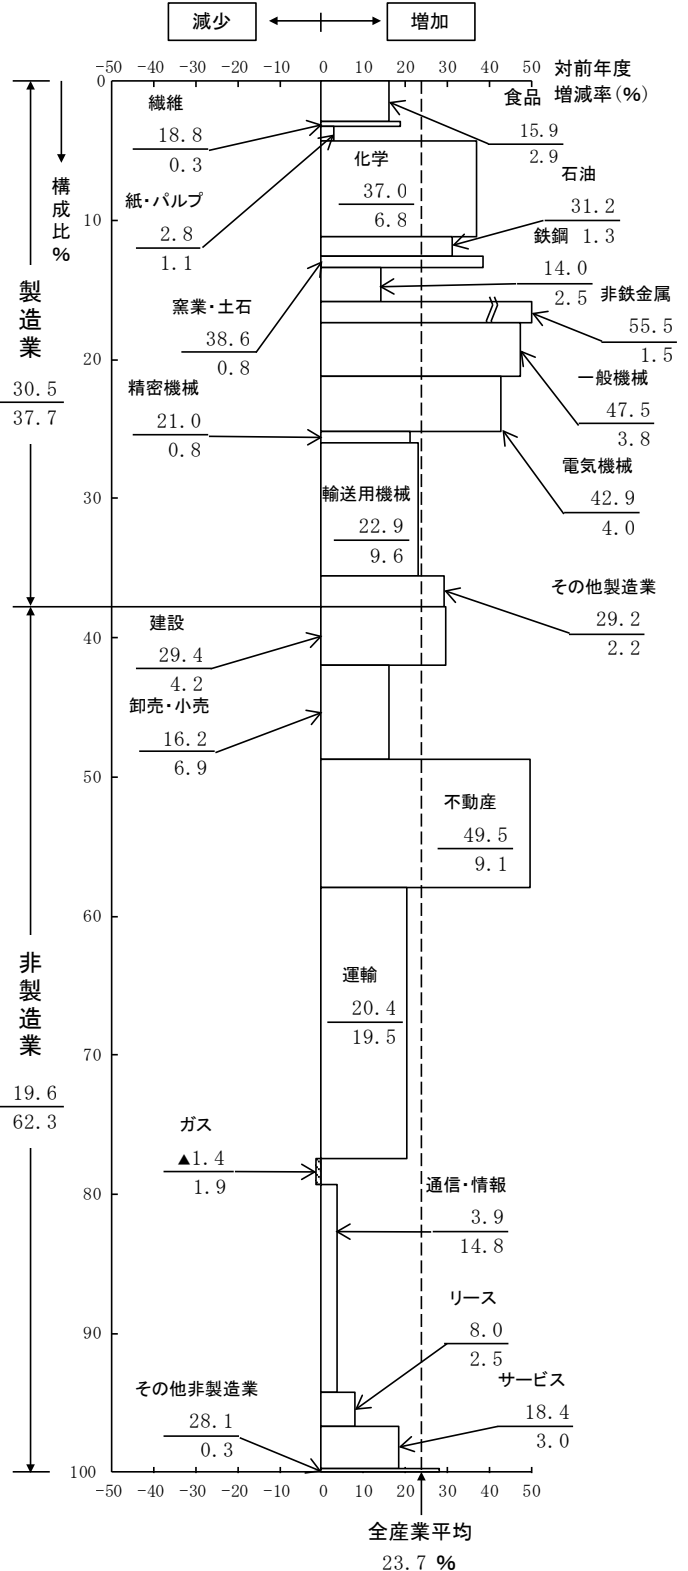 減少
増加
-50 -40 -30 -20 -10 0 10 20 30 40 50
対前年度
増減率(%)
0
10
20
30
40
50
60
70
80
90
100
構成比%
製造業
30.5
37.7
非製造業
19.6
62.3
食品
15.9
2.9
繊維
18.8
0.3
紙・パルプ
2.8
1.1
化学
37.0
6.8
石油
31.2
1.3
窯業・土石
38.6
0.8
鉄鋼
14.0
2.5
非鉄金属
55.5
1.5
一般機械
47.5
3.8
電気機械
42.9
4.0
精密機械
21.0
0.8
輸送用機械
22.9
9.6
その他製造業
29.2
2.2
建設
29.4
4.2
卸売・小売
16.2
6.9
不動産
49.5
9.1
運輸
20.4
19.5
ガス
▲1.4
1.9
通信・情報
3.9
14.8
リース
8.0
2.5
サービス
18.4
3.0
その他非製造業
28.1
0.3
-50 -40 -30 -20 -10 0 10 20 30 40 50
全産業平均
23.7 %